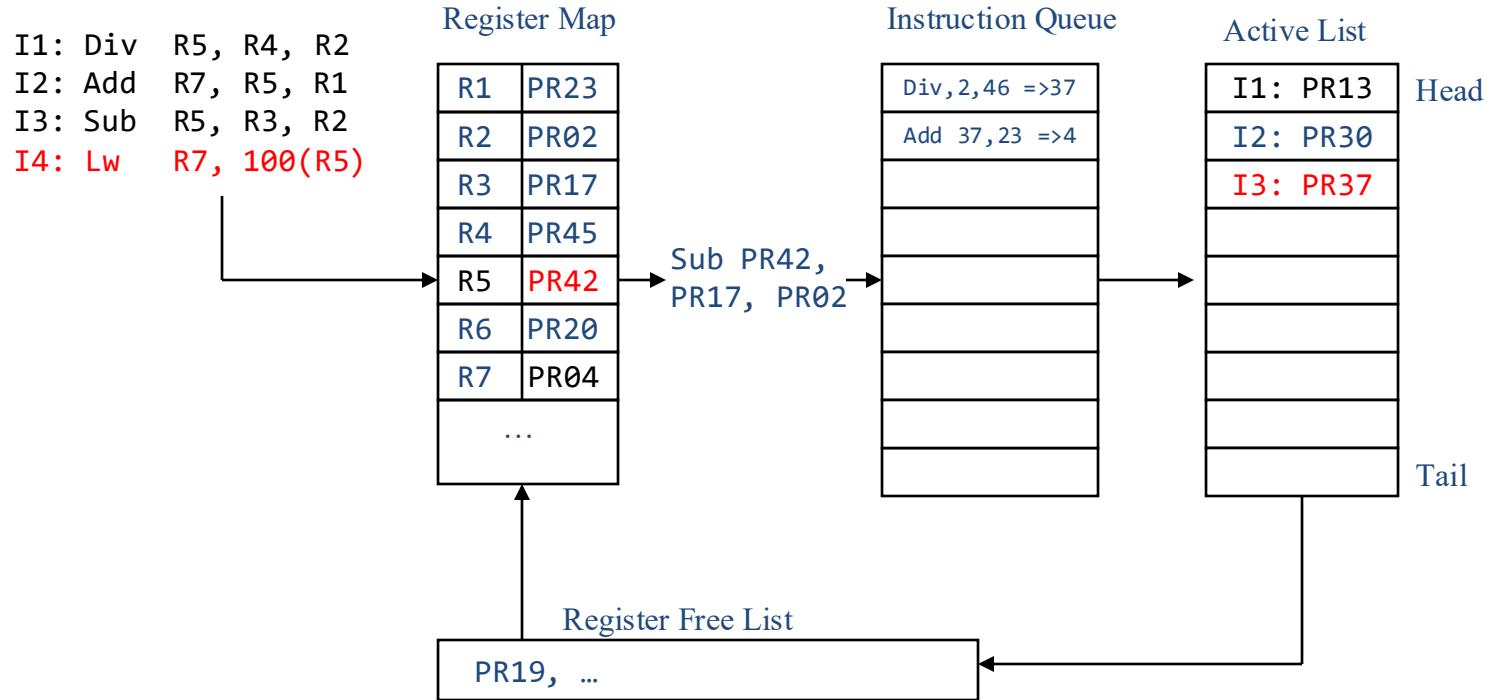 I1: Div R5, R4, R2
I2: Add R7, R5, R1
I3: Sub R5, R3, R2
I4: Lw R7, 100(R5)
Register Map
R1 PR23
R2 PR02
R3 PR17
R4 PR45
R5 PR42
R6 PR20
R7 PR04
…
Sub PR42,
PR17, PR02
Instruction Queue
Div,2,46 =>37
Add 37,23 =>4
Active List
I1: PR13
I2: PR30
I3: PR37
Head
Tail
Register Free List
PR19, …